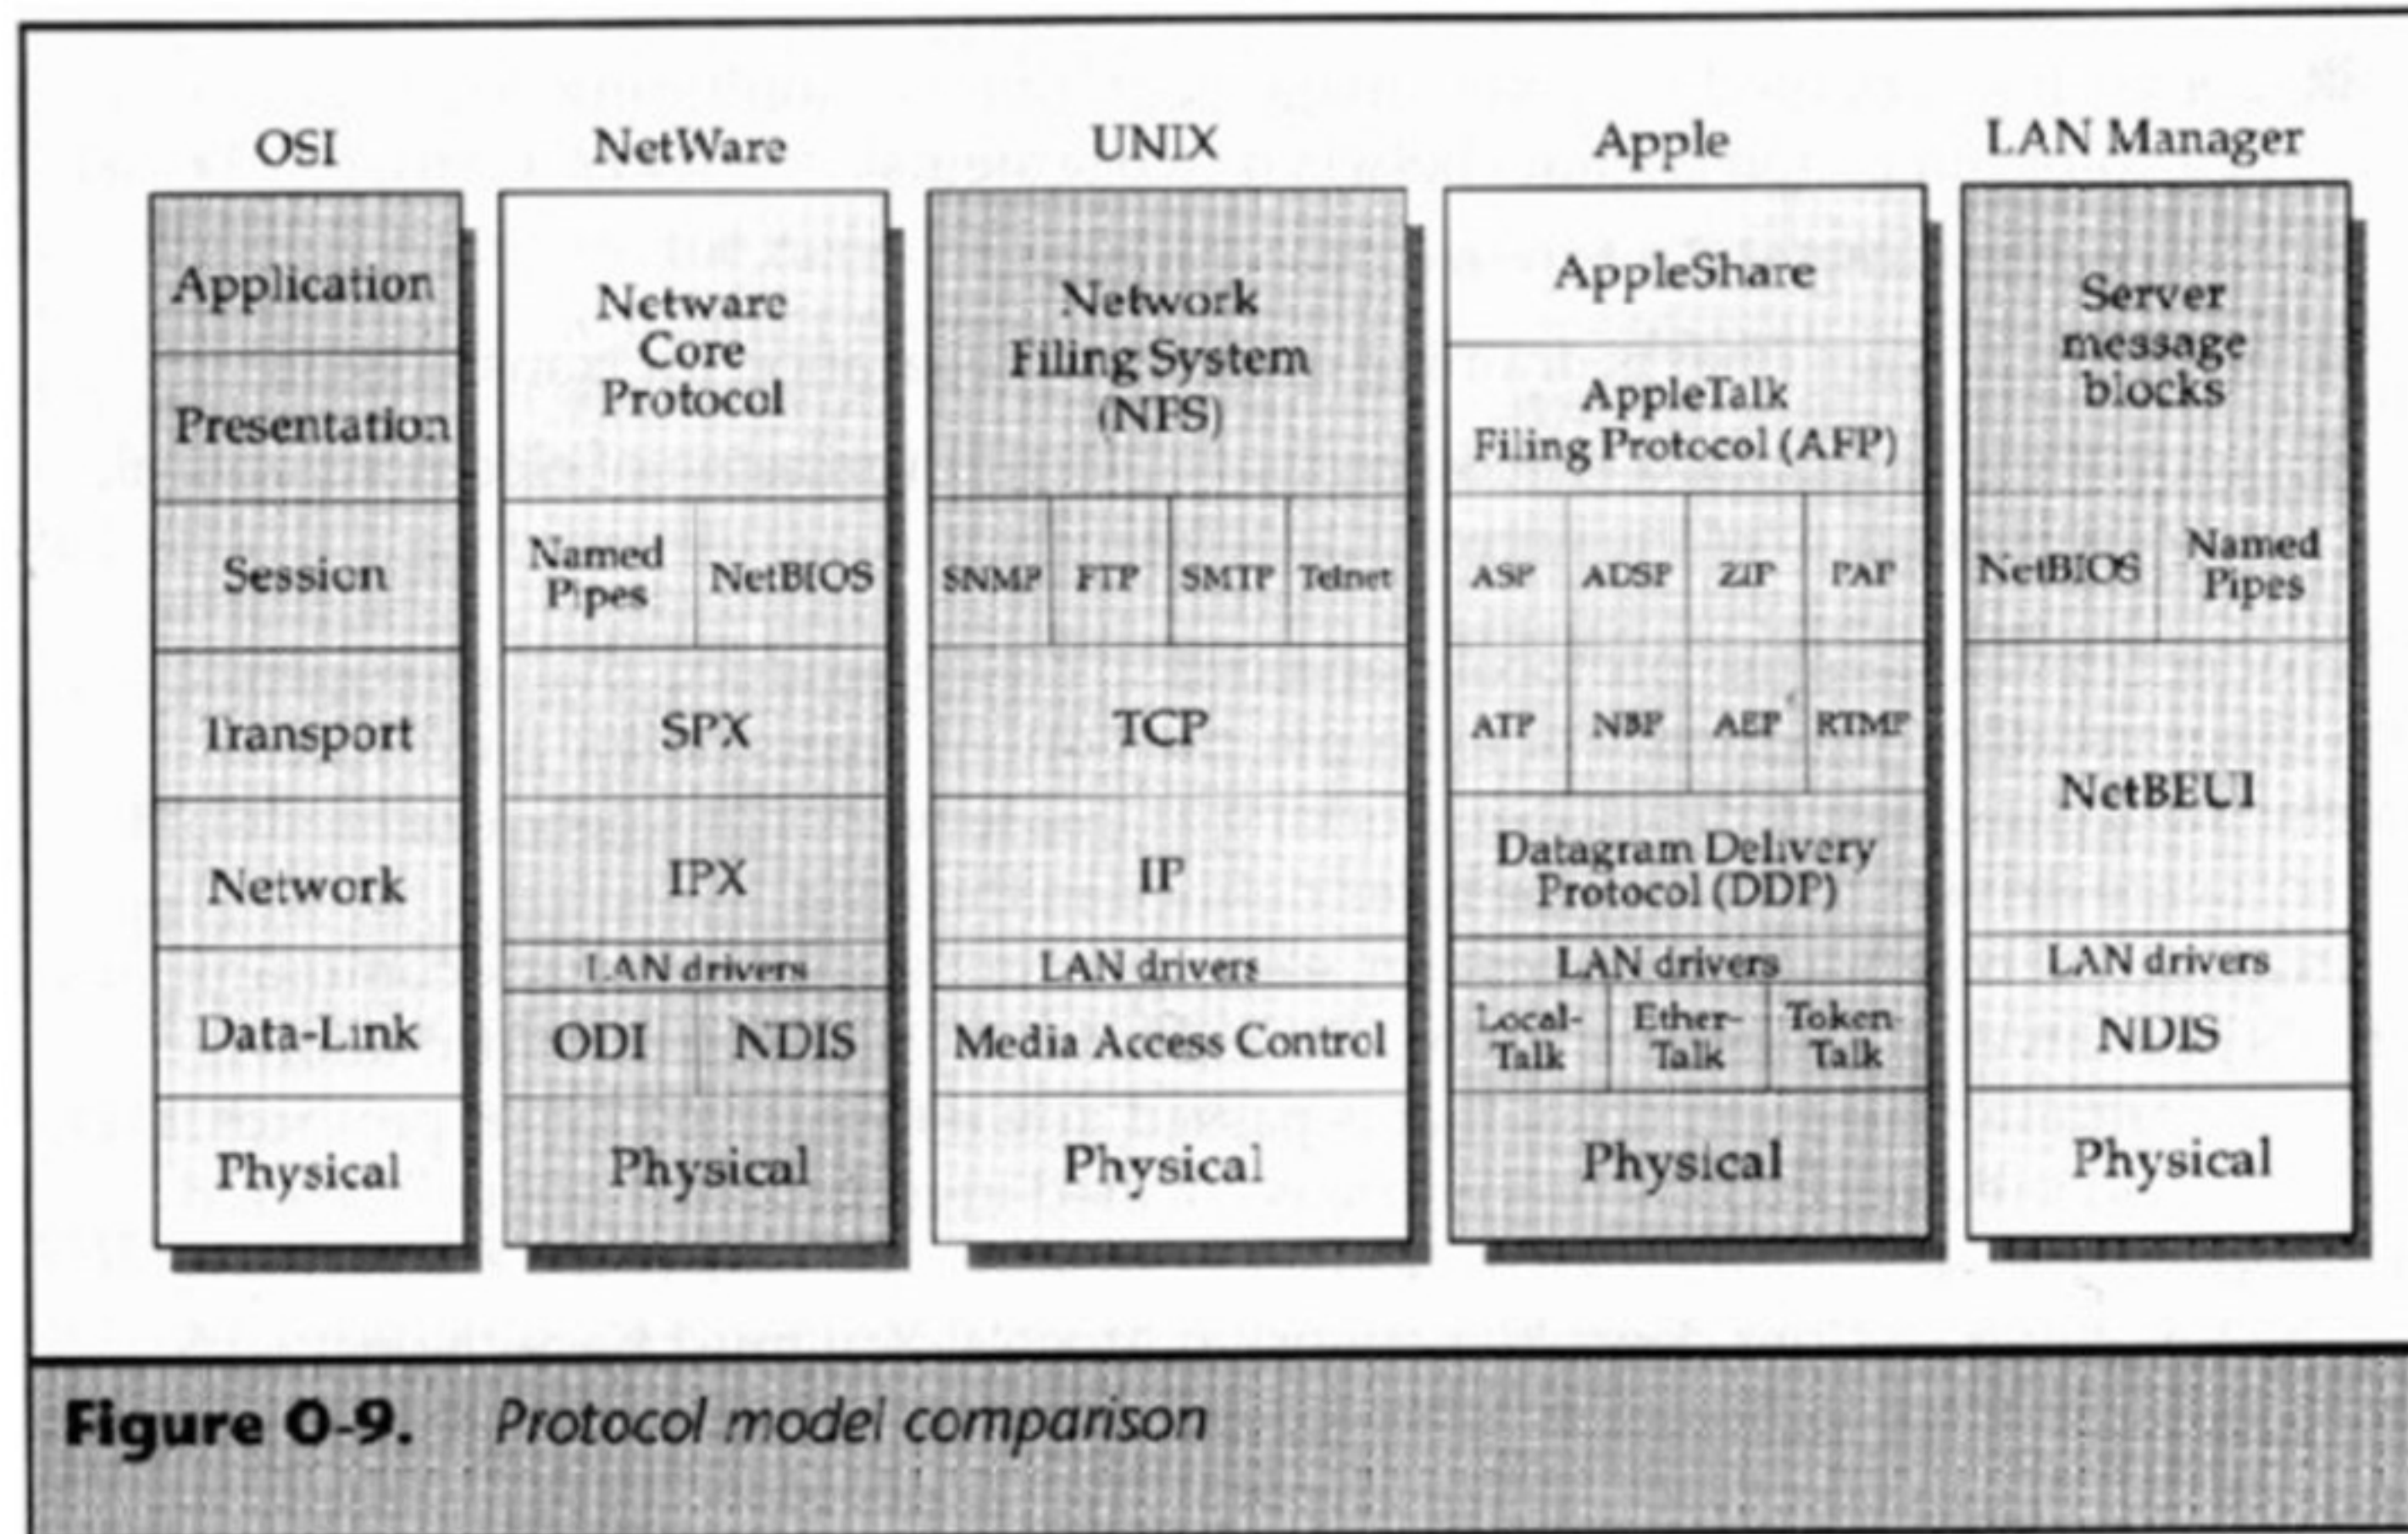 OSI
NetWare
UNIX
Apple
LAN Manager
Application
Presentation
Session
Transport
Network
Data-Link
Physical
Netware
Core
Protocol
Named
Pipes
NetBIOS
SPX
IPX
LAN drivers
ODI
NDIS
Physical
Network
Filing System
(NFS)
SNMP
FTP
SMTP
Telnet
TCP
IP
LAN drivers
Media Access Control
Physical
AppleShare
AppleTalk
Filing Protocol (AFP)
ASP
ADSP
ZIP
PAP
ATP
NBP
AEP
RTMP
Datagram Delivery
Protocol (DDP)
LAN drivers
Local-
Talk
Ether-
Talk
Token-
Talk
Physical
Server
message
blocks
NetBIOS
Named
Pipes
NetBEUI
LAN drivers
NDIS
Physical
Figure O-9. Protocol model comparison